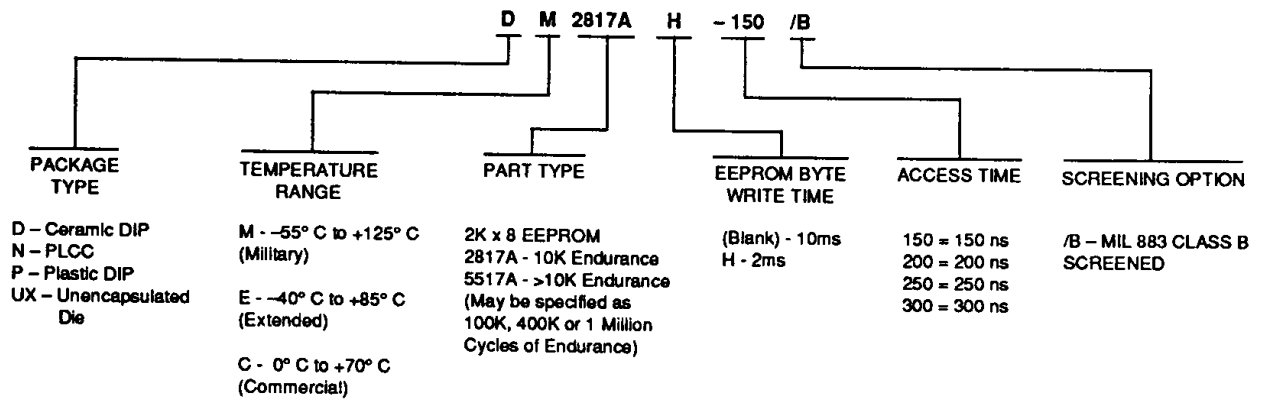 D M 2817A H – 150 /B
PACKAGE
TYPE
D – Ceramic DIP
N – PLCC
P – Plastic DIP
UX – Unencapsulated
Die
TEMPERATURE
RANGE
M - –55° C to +125° C
(Military)
E - –40° C to +85° C
(Extended)
C - 0° C to +70° C
(Commercial)
PART TYPE
2K x 8 EEPROM
2817A - 10K Endurance
5517A - >10K Endurance
(May be specified as
100K, 400K or 1 Million
Cycles of Endurance)
EEPROM BYTE
WRITE TIME
(Blank) - 10ms
H - 2ms
ACCESS TIME
150 = 150 ns
200 = 200 ns
250 = 250 ns
300 = 300 ns
SCREENING OPTION
/B – MIL 883 CLASS B
SCREENED